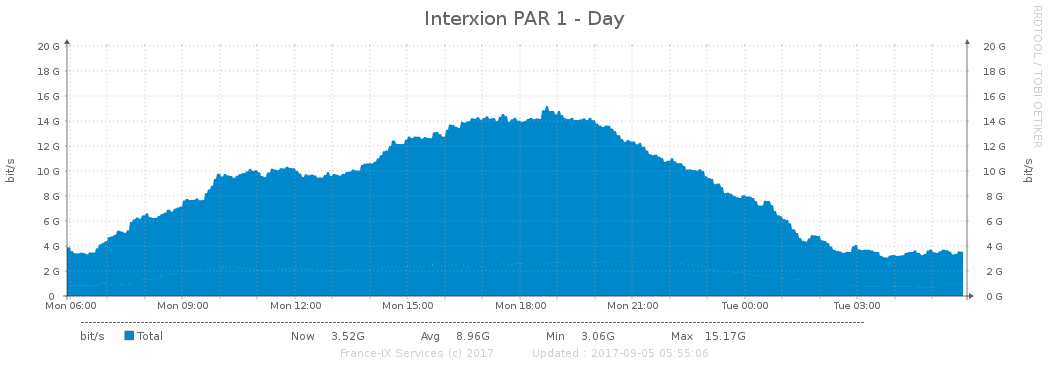 Interxion PAR 1 - Day
RRDTOOL / TOBI OETIKER
bit/s
20 G 20 G
18 G 18 G
16 G 16 G
14 G 14 G
12 G 12 G
10 G 10 G
8 G 8 G
6 G 6 G
4 G 4 G
2 G 2 G
0 0 G
bit/s
Mon 06:00 Mon 09:00 Mon 12:00 Mon 15:00 Mon 18:00 Mon 21:00 Tue 00:00 Tue 03:00
bit/s Total Now 3.52G Avg 8.96G Min 3.06G Max 15.17G
France-IX Services (c) 2017 Updated : 2017-09-05 05:55:06